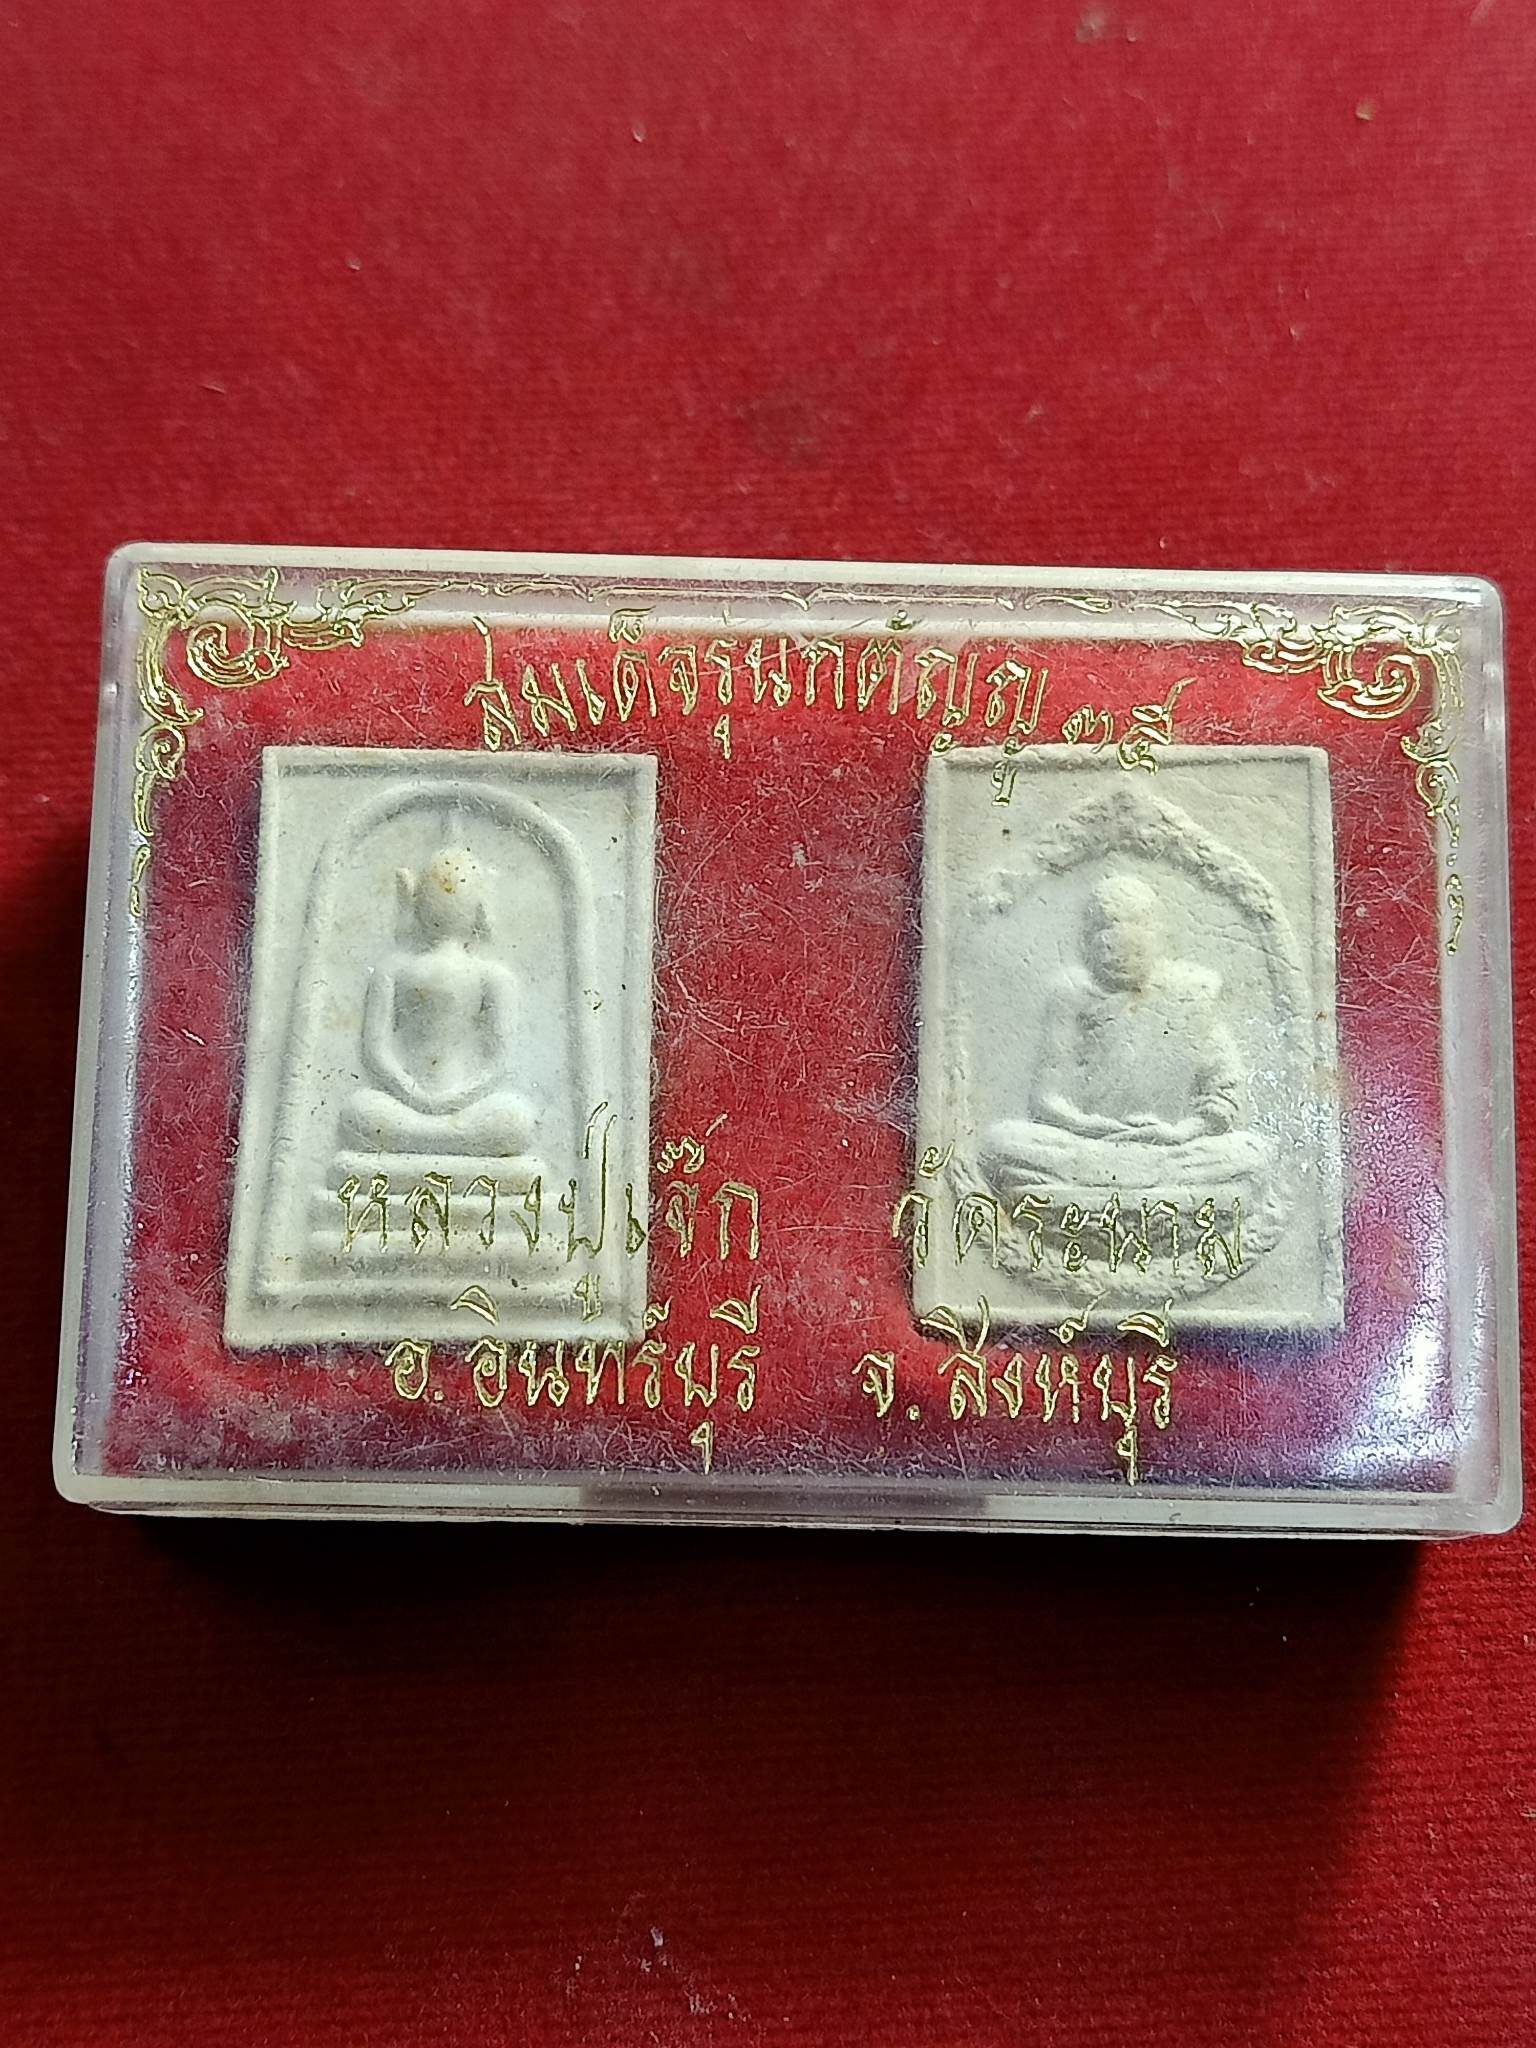 สมเด็จรุ่นกตัญญู ๓๕
หลวงปู่เจ๊ก วัดระนาม
อ. อินทร์บุรี จ. สิงห์บุรี